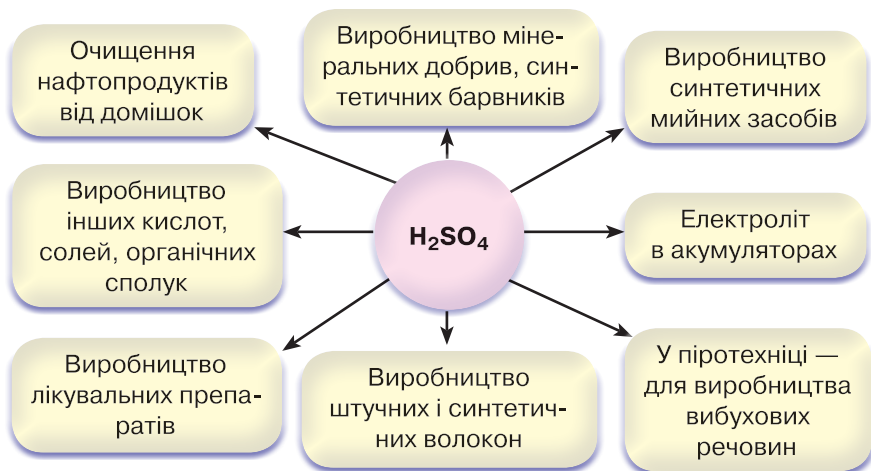 Очищення
нафтопродуктів
від домішок
Виробництво міне-
ральних добрив, син-
тетичних барвників
Виробництво
синтетичних
мийних засобів
Виробництво
інших кислот,
солей, органічних
сполук
H₂SO₄
Електроліт
в акумуляторах
Виробництво
лікувальних препа-
ратів
Виробництво
штучних і синтетич-
них волокон
У піротехніці —
для виробництва
вибухових
речовин